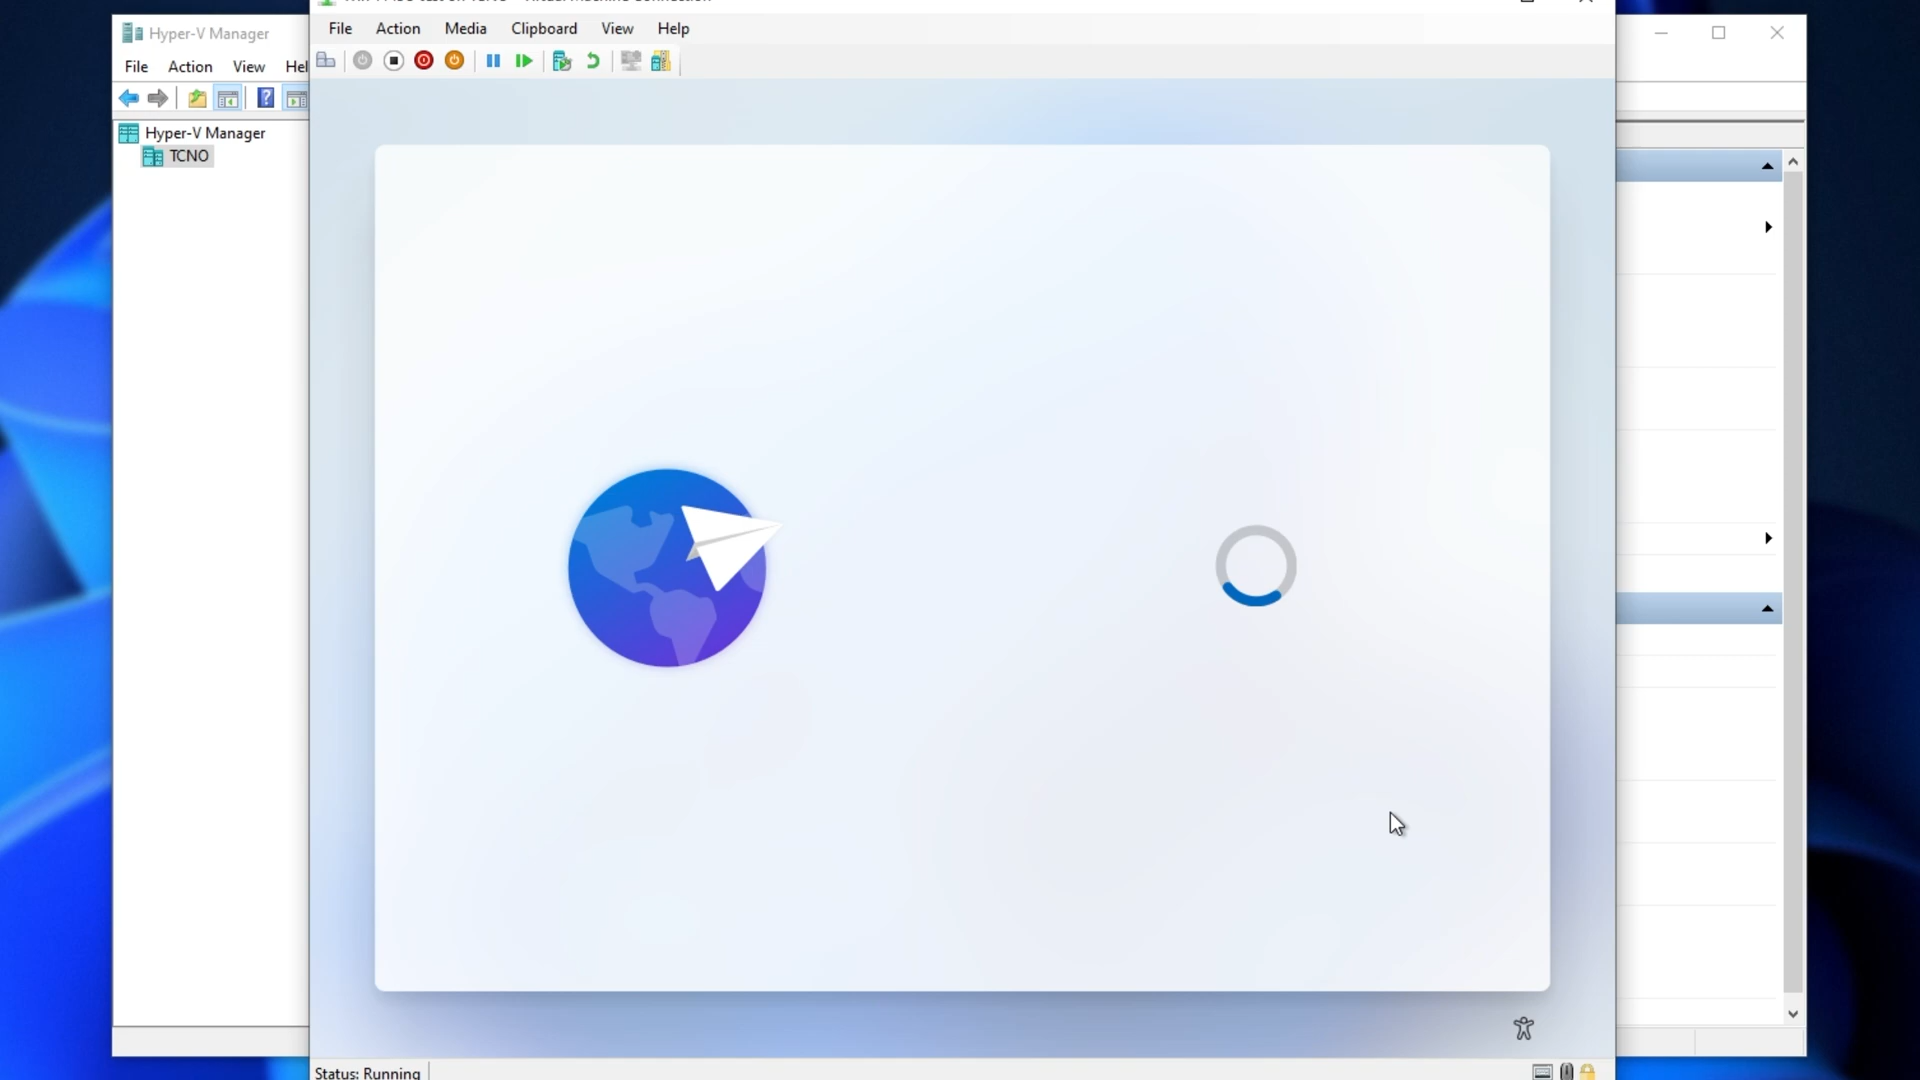 Hyper-V Manager
File Action View Hel
Hyper-V Manager
TCNO
File Action Media Clipboard View Help
Status: Running